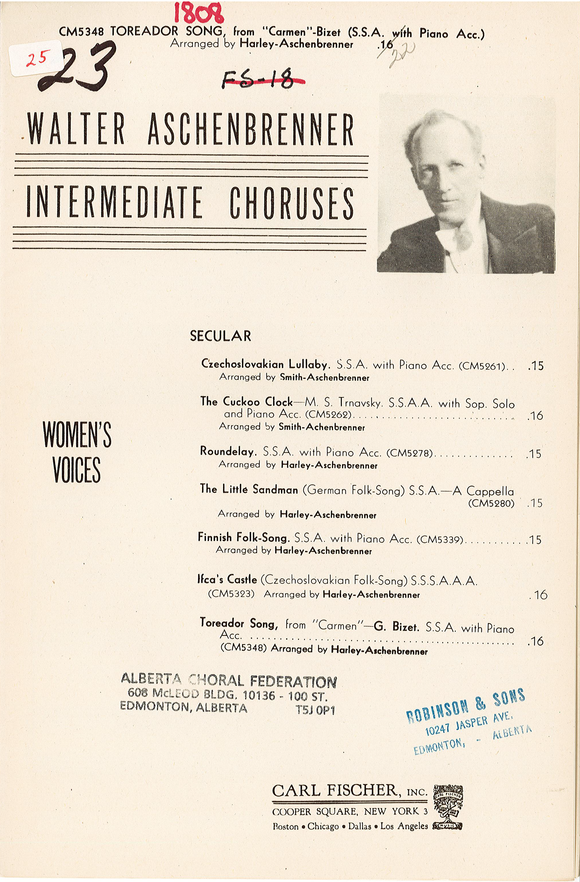 1808
CM5348 TOREADOR SONG, from "Carmen"-Bizet (S.S.A. with Piano Acc.)
Arranged by Harley-Aschenbrenner .16
22
25
23
FS-18
WALTER ASCHENBRENNER
INTERMEDIATE CHORUSES
SECULAR
WOMEN'S
VOICES
Czechoslovakian Lullaby. S.S.A. with Piano Acc. (CM5261). . .15
Arranged by Smith-Aschenbrenner
The Cuckoo Clock—M. S. Trnavsky. S.S.A.A. with Sop. Solo
and Piano Acc. (CM5262). . . . . . . . . . . . . . . . . . . . . . . . . . . . .16
Arranged by Smith-Achenbrenner
Roundelay. S.S.A. with Piano Acc. (CM5278). . . . . . . . . . . . . .15
Arranged by Harley-Aschenbrenner
The Little Sandman (German Folk-Song) S.S.A.—A Cappella
(CM5280) .15
Arranged by Harley-Aschenbrenner
Finnish Folk-Song. S.S.A. with Piano Acc. (CM5339). . . . . . . . . .15
Arranged by Harley-Aschenbrenner
Ifca's Castle (Czechoslovakian Folk-Song) S.S.S.A.A.A.
(CM5323) Arranged by Harley-Aschenbrenner .16
Toreador Song, from "Carmen"—G. Bizet. S.S.A. with Piano
Acc. . . . . . . . . . . . . . . . . . . . . . . . . . . . . . . . . . . . . . . . . . .16
(CM5348) Arranged by Harley-Aschenbrenner
ALBERTA CHORAL FEDERATION
608 McLEOD BLDG. 10136 - 100 ST.
EDMONTON, ALBERTA T5J 0P1
ROBINSON & SONS
10247 JASPER AVE.
EDMONTON, - ALBERTA
CARL FISCHER, INC.
COOPER SQUARE, NEW YORK 3
Boston • Chicago • Dallas • Los Angeles